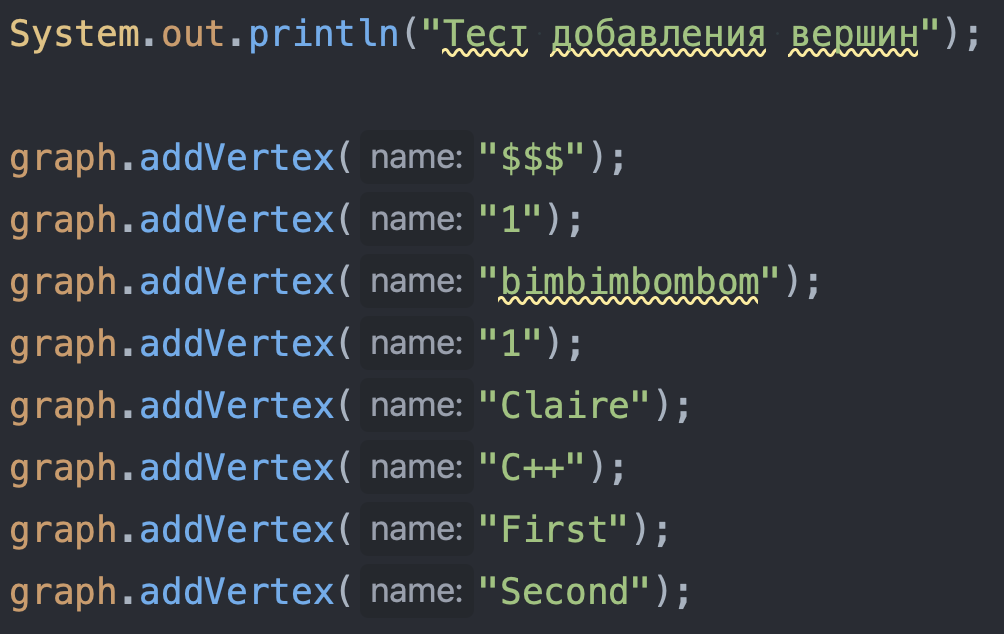 System.out.println("Тест добавления вершин");
graph.addVertex( name: "$$$");
graph.addVertex( name: "1");
graph.addVertex( name: "bimbimbombom");
graph.addVertex( name: "1");
graph.addVertex( name: "Claire");
graph.addVertex( name: "C++");
graph.addVertex( name: "First");
graph.addVertex( name: "Second");